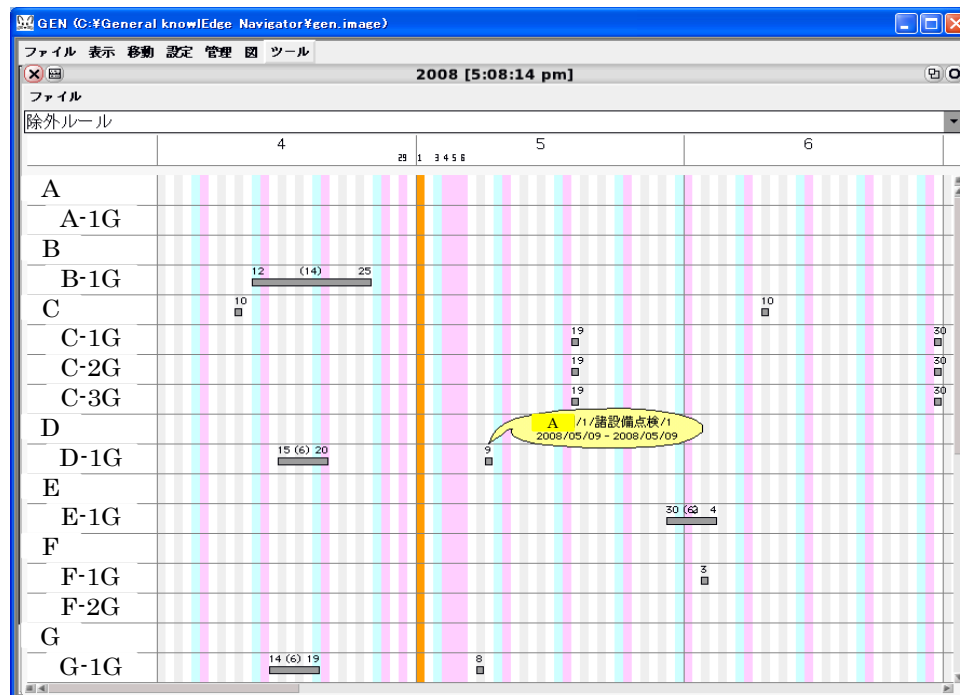 GEN (C:¥General knowlEdge Navigator¥gen.image)
ファイル 表示 移動 設定 管理 図 ツール
2008 [5:08:14 pm]
ファイル
除外ルール
4 5 6
29 1 3 4 5 6
A
A-1G
B
B-1G 12 (14) 25
C 10 10
C-1G 19 30
C-2G 19 30
C-3G 19 30
D
A /1/諸設備点検/1
2008/05/09 - 2008/05/09
D-1G 15 (6) 20 9
E
E-1G 30 4
F
F-1G 3
F-2G
G
G-1G 14 (6) 19 8